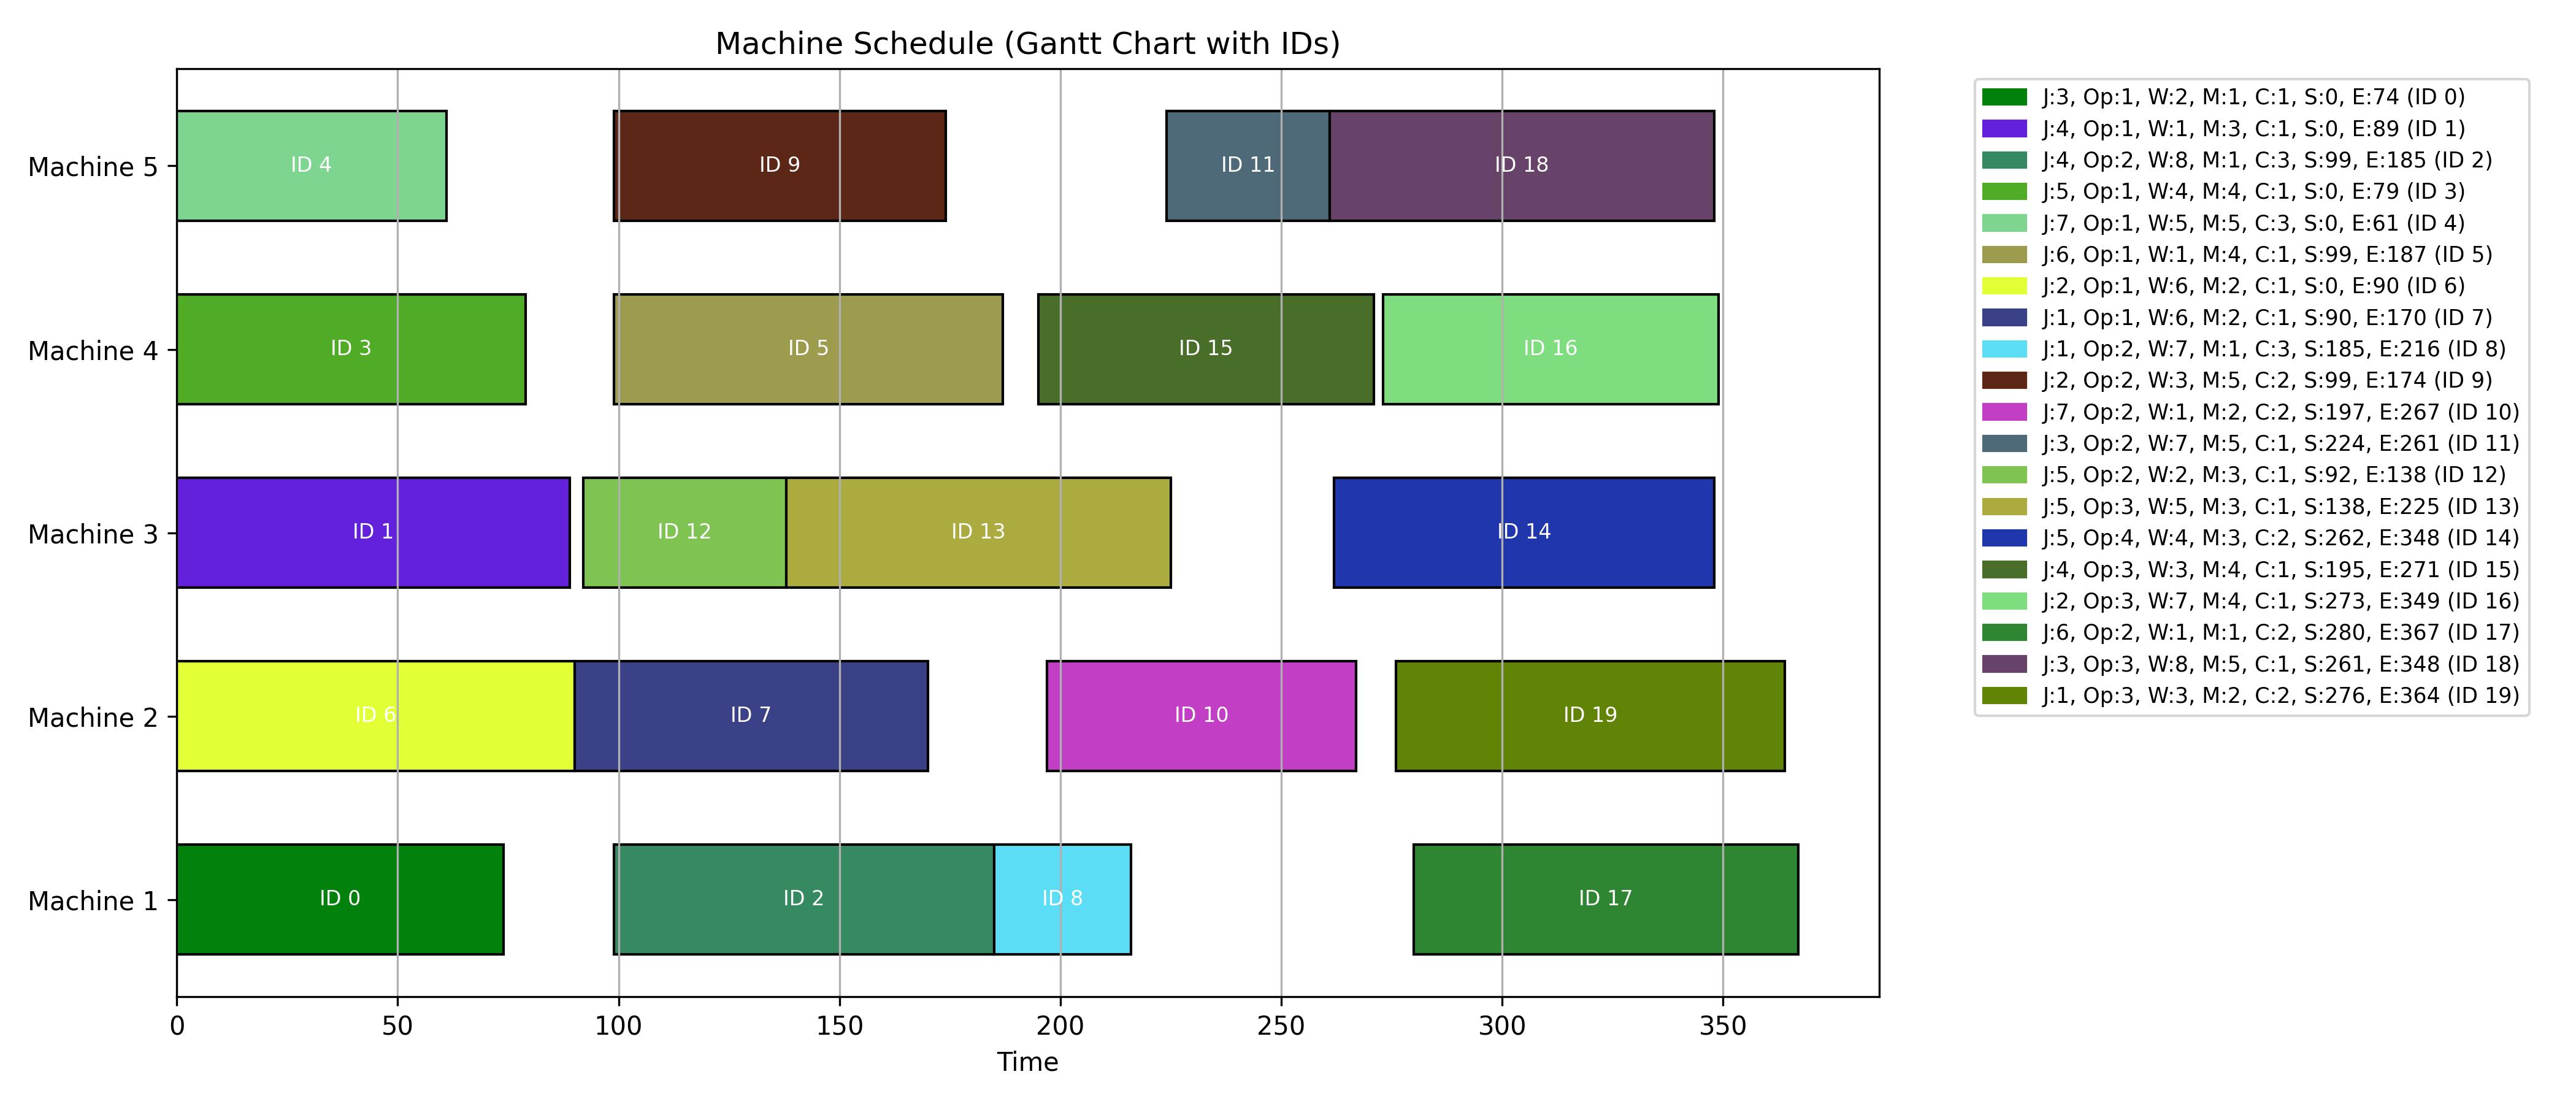 Machine Schedule (Gantt Chart with IDs)
Machine 5
ID 4
ID 9
ID 11
ID 18
Machine 4
ID 3
ID 5
ID 15
ID 16
Machine 3
ID 1
ID 12
ID 13
ID 14
Machine 2
ID 6
ID 7
ID 10
ID 19
Machine 1
ID 0
ID 2
ID 8
ID 17
0 50 100 150 200 250 300 350
Time
J:3, Op:1, W:2, M:1, C:1, S:0, E:74 (ID 0)
J:4, Op:1, W:1, M:3, C:1, S:0, E:89 (ID 1)
J:4, Op:2, W:8, M:1, C:3, S:99, E:185 (ID 2)
J:5, Op:1, W:4, M:4, C:1, S:0, E:79 (ID 3)
J:7, Op:1, W:5, M:5, C:3, S:0, E:61 (ID 4)
J:6, Op:1, W:1, M:4, C:1, S:99, E:187 (ID 5)
J:2, Op:1, W:6, M:2, C:1, S:0, E:90 (ID 6)
J:1, Op:1, W:6, M:2, C:1, S:90, E:170 (ID 7)
J:1, Op:2, W:7, M:1, C:3, S:185, E:216 (ID 8)
J:2, Op:2, W:3, M:5, C:2, S:99, E:174 (ID 9)
J:7, Op:2, W:1, M:2, C:2, S:197, E:267 (ID 10)
J:3, Op:2, W:7, M:5, C:1, S:224, E:261 (ID 11)
J:5, Op:2, W:2, M:3, C:1, S:92, E:138 (ID 12)
J:5, Op:3, W:5, M:3, C:1, S:138, E:225 (ID 13)
J:5, Op:4, W:4, M:3, C:2, S:262, E:348 (ID 14)
J:4, Op:3, W:3, M:4, C:1, S:195, E:271 (ID 15)
J:2, Op:3, W:7, M:4, C:1, S:273, E:349 (ID 16)
J:6, Op:2, W:1, M:1, C:2, S:280, E:367 (ID 17)
J:3, Op:3, W:8, M:5, C:1, S:261, E:348 (ID 18)
J:1, Op:3, W:3, M:2, C:2, S:276, E:364 (ID 19)